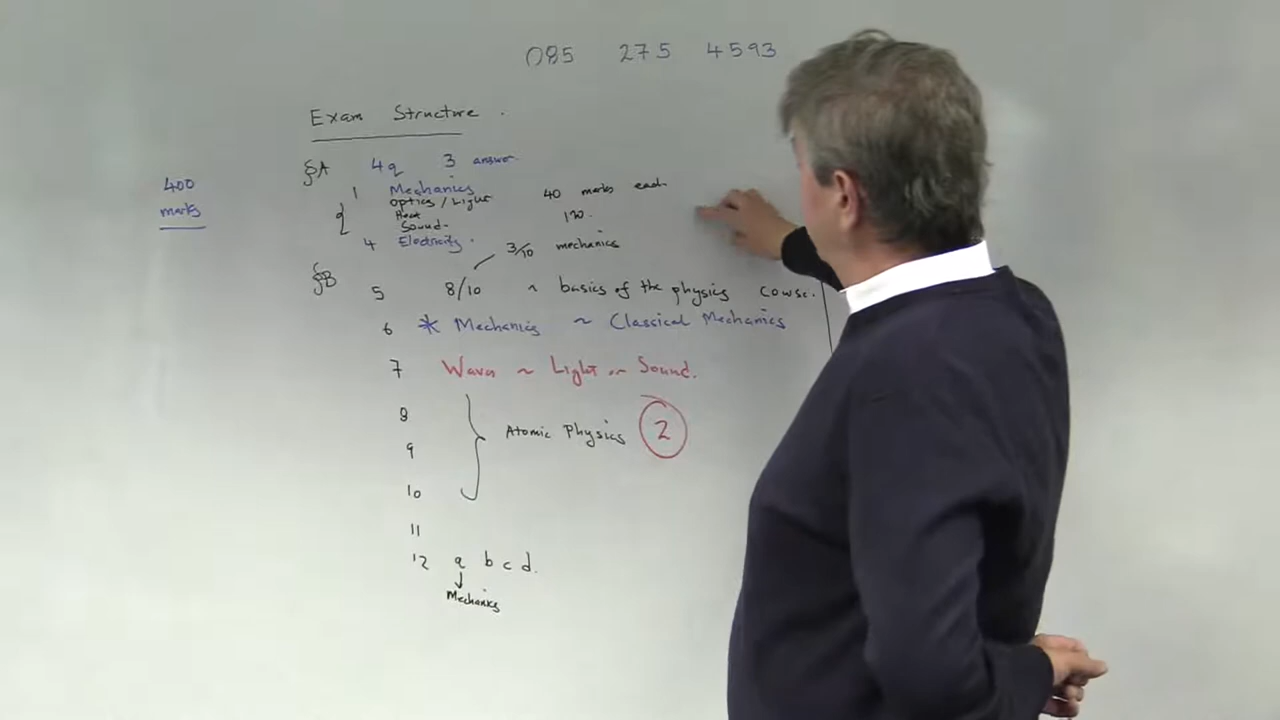 085 275 4593
Exam Structure.
400
marks
§A 4q 3 answer
1 Mechanics 40 marks each
Optics/Light
Heat 120.
Sound
4 Electricity. 3/10 mechanics
§B
5 8/10 ~ basics of the physics course.
6 * Mechanics ~ Classical Mechanics
7 Waves ~ Light or Sound.
8
Atomic Physics 2
9
10
11
12 a b c d.
Mechanics